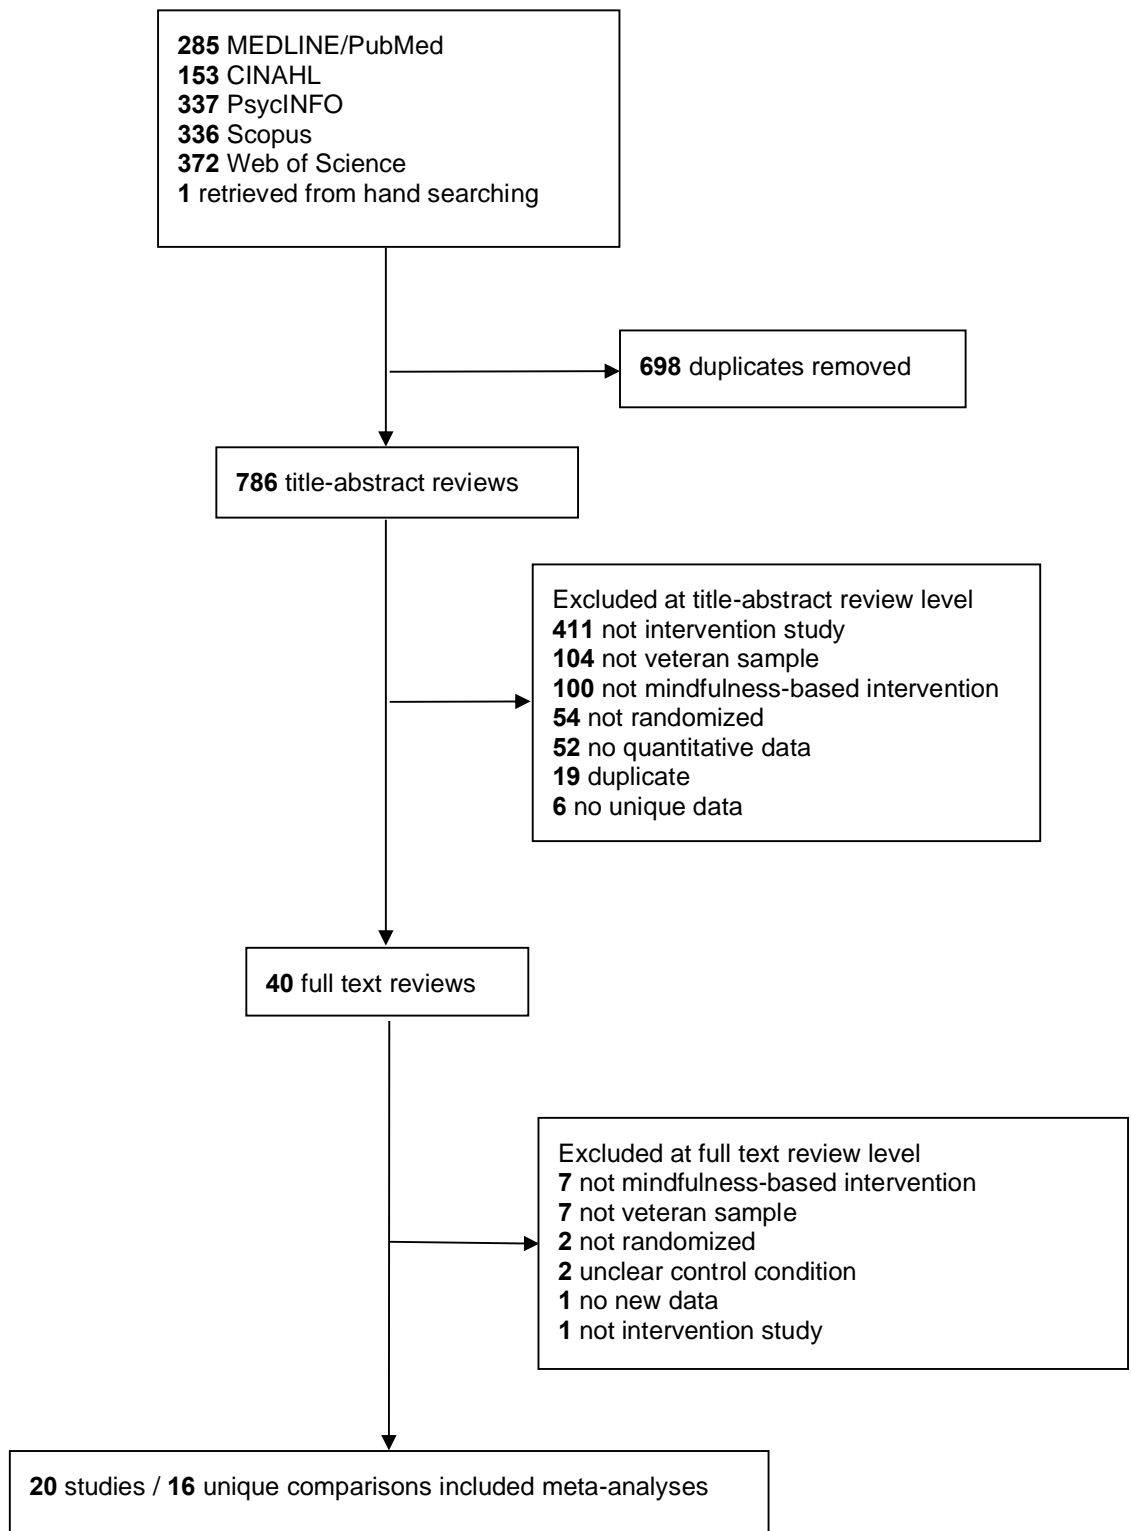 285 MEDLINE/PubMed
153 CINAHL
337 PsycINFO
336 Scopus
372 Web of Science
1 retrieved from hand searching
698 duplicates removed
786 title-abstract reviews
Excluded at title-abstract review level
411 not intervention study
104 not veteran sample
100 not mindfulness-based intervention
54 not randomized
52 no quantitative data
19 duplicate
6 no unique data
40 full text reviews
Excluded at full text review level
7 not mindfulness-based intervention
7 not veteran sample
2 not randomized
2 unclear control condition
1 no new data
1 not intervention study
20 studies / 16 unique comparisons included meta-analyses